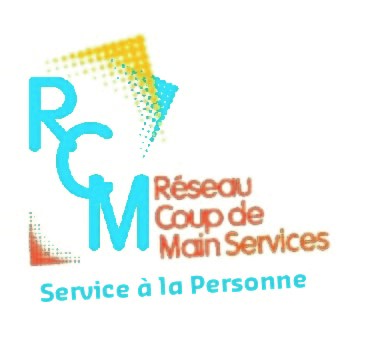 RCM
Réseau
Coup de
Main Services
Service à la Personne